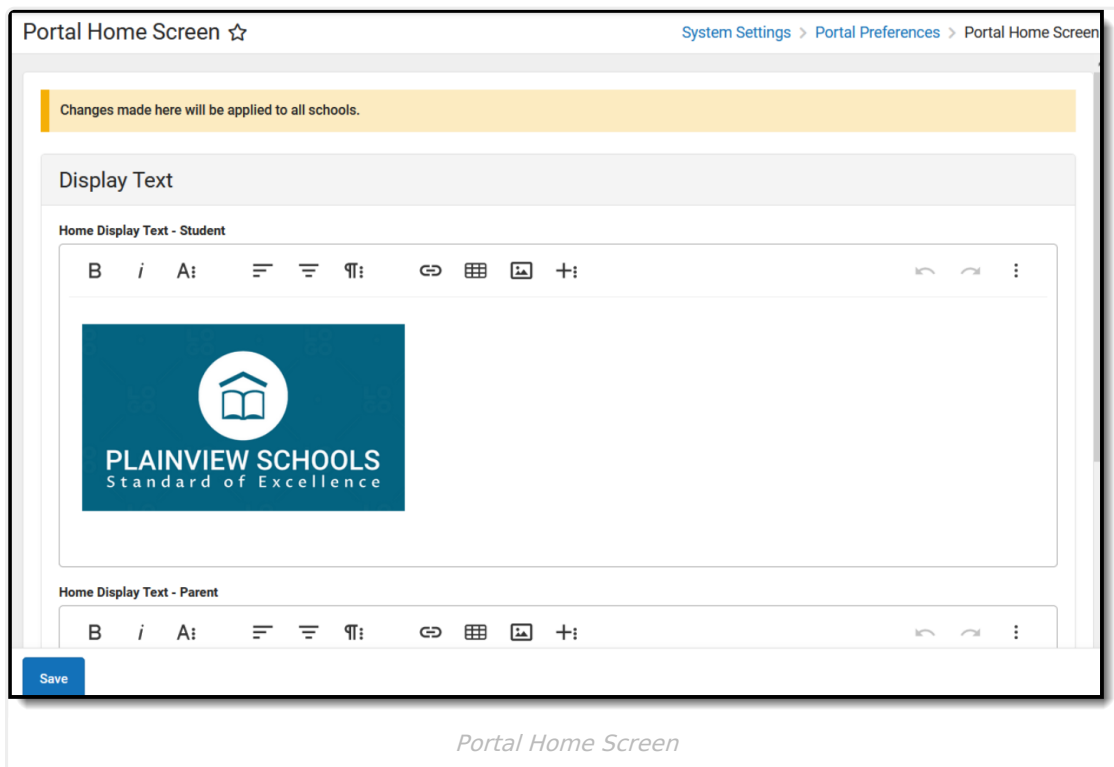 Portal Home Screen
System Settings > Portal Preferences > Portal Home Screen
Changes made here will be applied to all schools.
Display Text
Home Display Text - Student
B i A
PLAINVIEW SCHOOLS
Standard of Excellence
Home Display Text - Parent
B i A
Save
Portal Home Screen